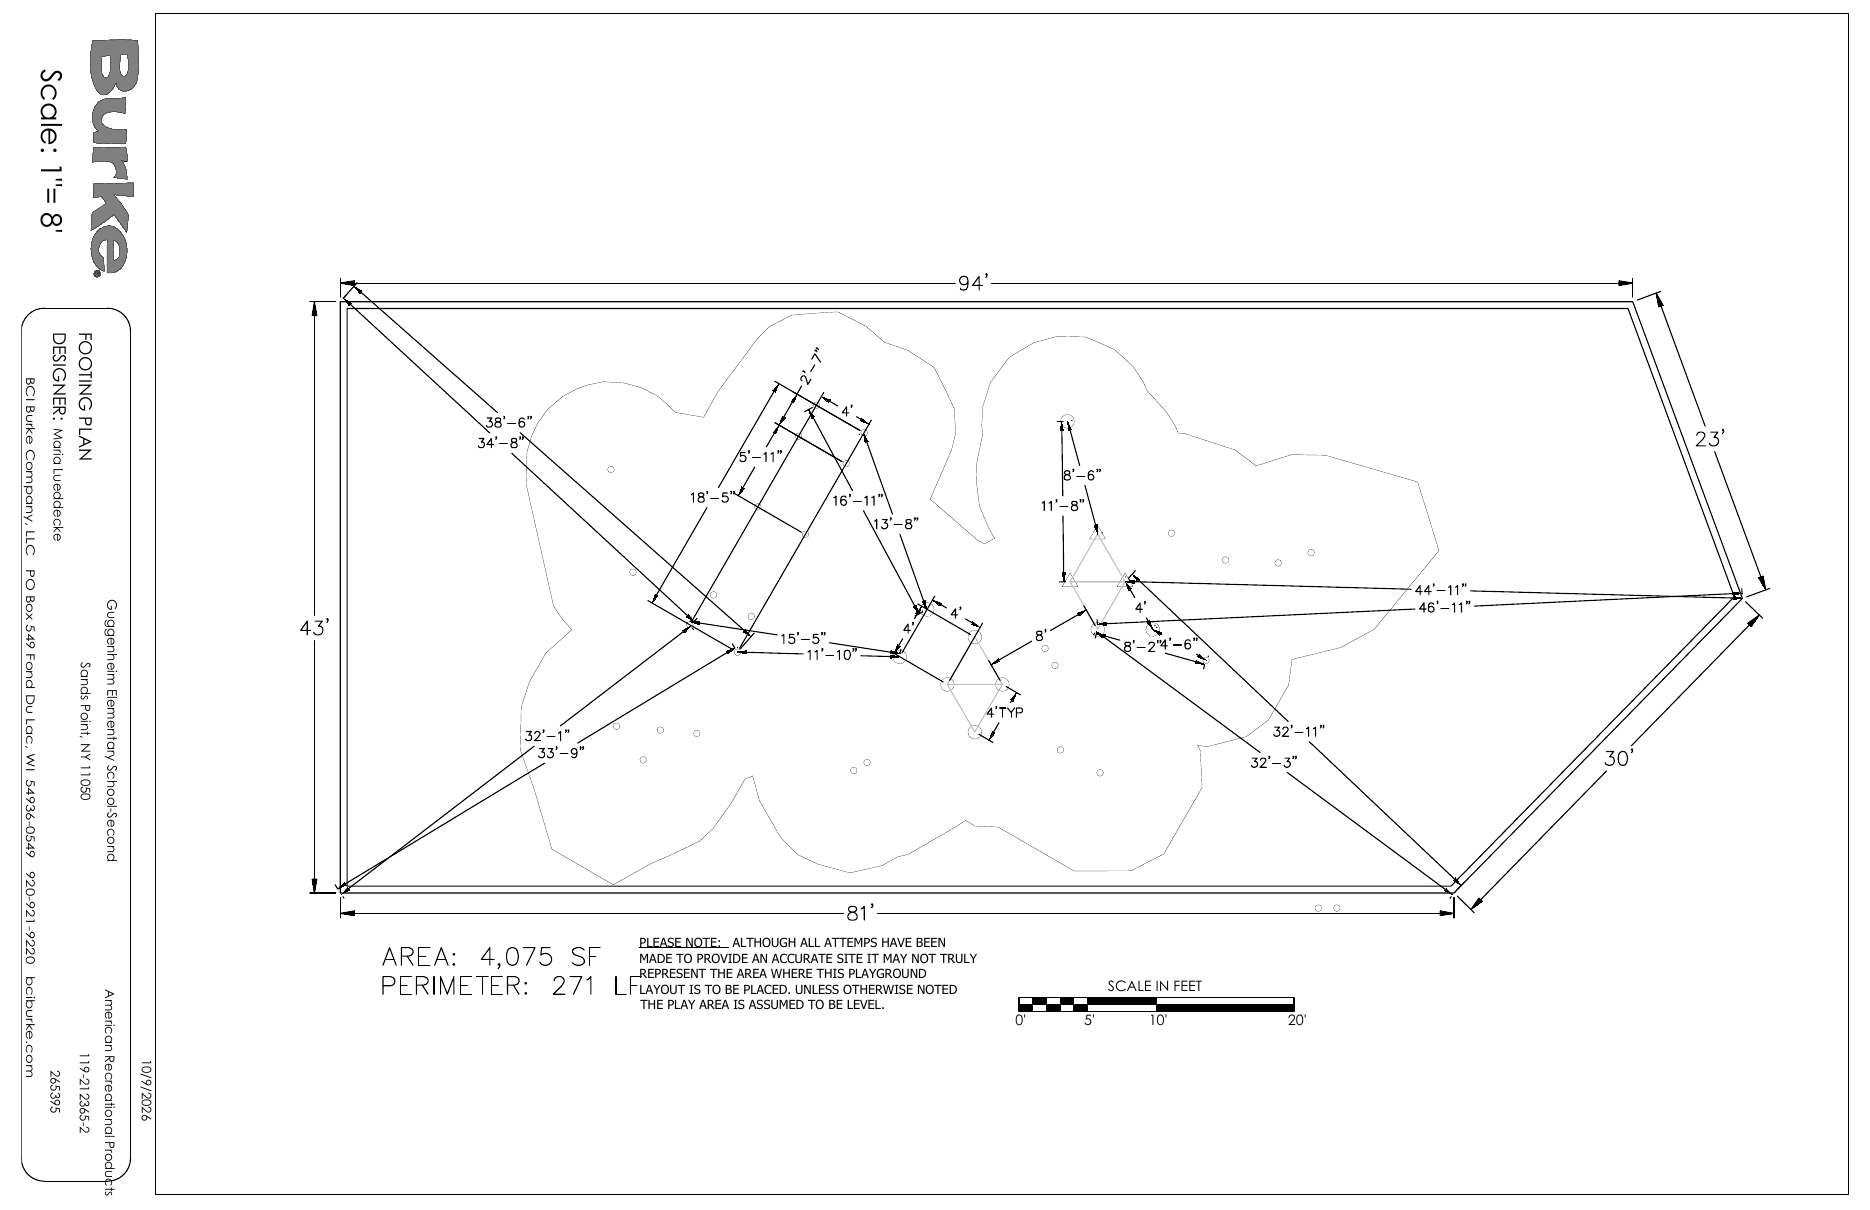 Burke
Scale: 1"= 8'
FOOTING PLAN
DESIGNER: Maria Lueddecke
BCI Burke Company, LLC PO Box 549 Fond Du Lac, WI 54936-0549 920-921-9220 bciburke.com
Guggenheim Elementary School-Second
Sands Point, NY 11050
American Recreational Products
119-212365-2
265395
10/9/2026
94'
2'-7"
4'
38'-6"
34'-8"
5'-11"
18'-5"
16'-11"
13'-8"
8'-6"
11'-8"
23'
43'
44'-11"
46'-11"
4'
4'
4'
15'-5"
11'-10"
8'
8'-2"
4'-6"
4'TYP
32'-1"
33'-9"
32'-11"
32'-3"
30'
81'
AREA: 4,075 SF
PERIMETER: 271 LF
PLEASE NOTE: ALTHOUGH ALL ATTEMPS HAVE BEEN
MADE TO PROVIDE AN ACCURATE SITE IT MAY NOT TRULY
REPRESENT THE AREA WHERE THIS PLAYGROUND
LAYOUT IS TO BE PLACED. UNLESS OTHERWISE NOTED
THE PLAY AREA IS ASSUMED TO BE LEVEL.
SCALE IN FEET
0' 5' 10' 20'